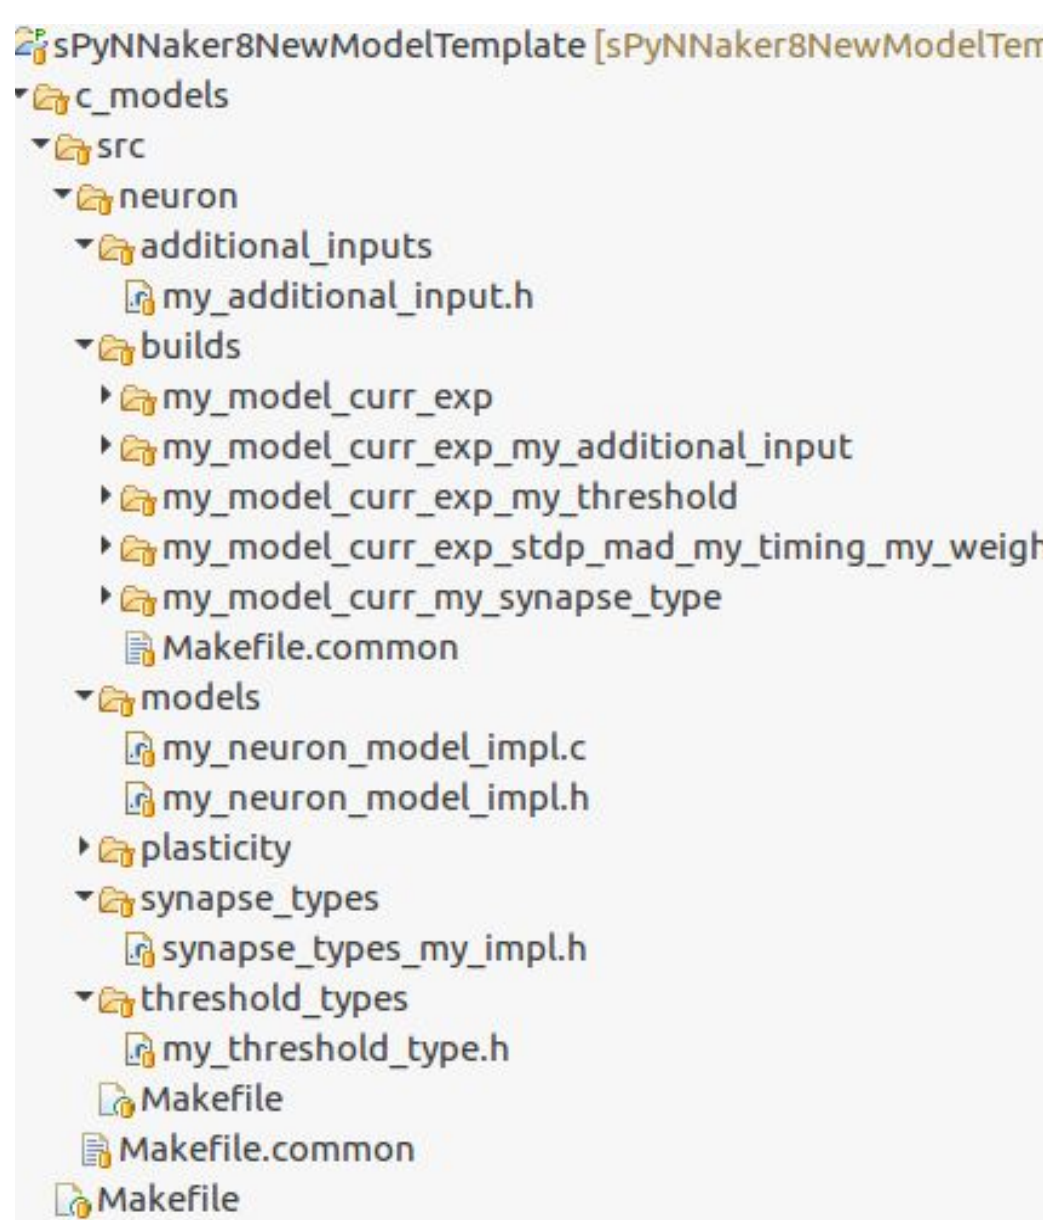 sPyNNaker8NewModelTemplate [sPyNNaker8NewModelTem
c_models
src
neuron
additional_inputs
my_additional_input.h
builds
my_model_curr_exp
my_model_curr_exp_my_additional_input
my_model_curr_exp_my_threshold
my_model_curr_exp_stdp_mad_my_timing_my_weigh
my_model_curr_my_synapse_type
Makefile.common
models
my_neuron_model_impl.c
my_neuron_model_impl.h
plasticity
synapse_types
synapse_types_my_impl.h
threshold_types
my_threshold_type.h
Makefile
Makefile.common
Makefile